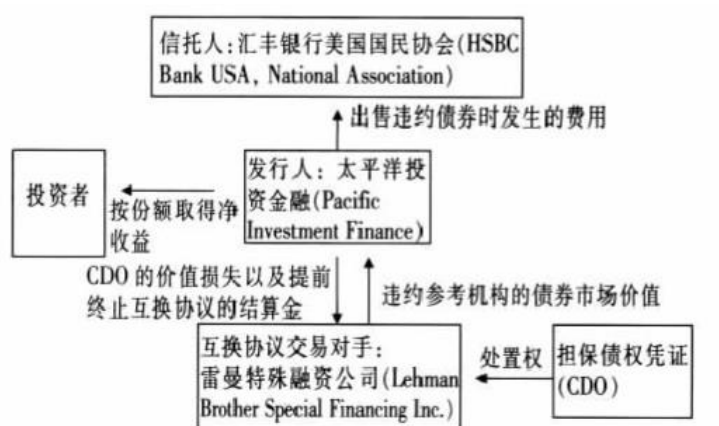 信托人:汇丰银行美国国民协会(HSBC
Bank USA, National Association)
出售违约债券时发生的费用
投资者
按份额取得净
收益
发行人: 太平洋投
资金融(Pacific
Investment Finance)
CDO 的价值损失以及提前
终止互换协议的结算金
违约参考机构的债券市场价值
互换协议交易对手:
雷曼特殊融资公司(Lehman
Brother Special Financing Inc.)
处置权
担保债权凭证
(CDO)